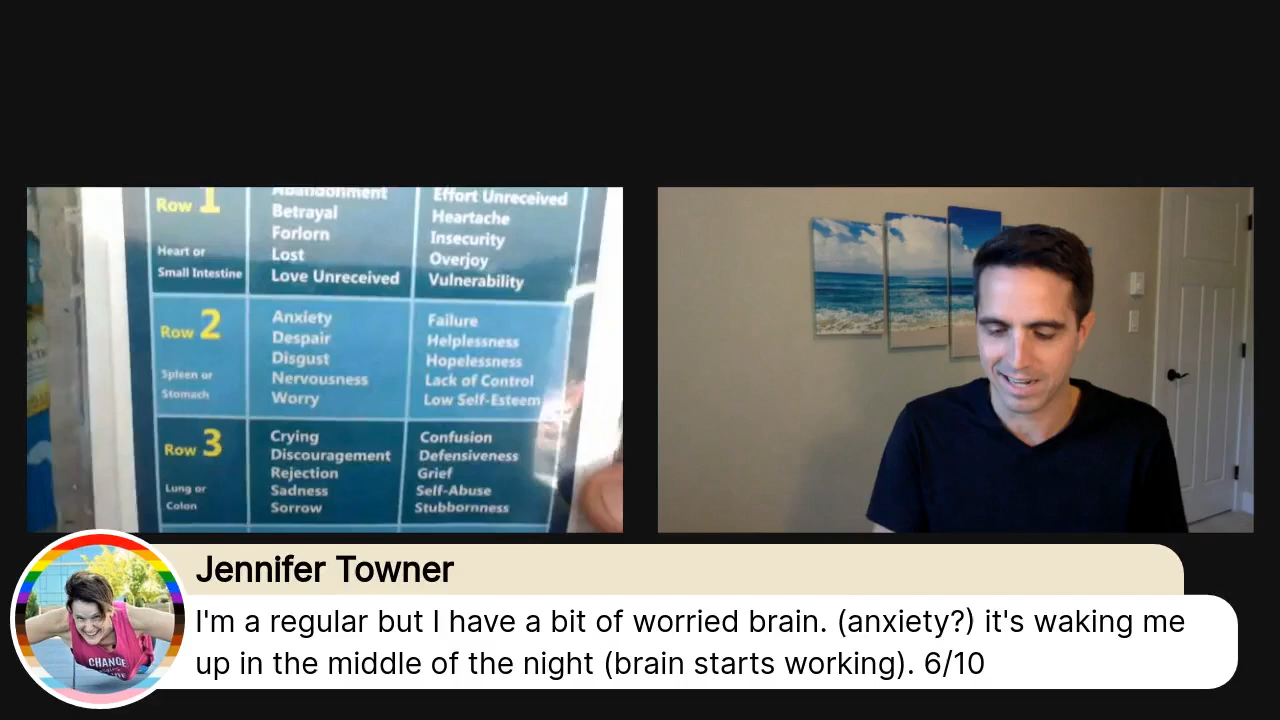 Row 1
Heart or
Small Intestine
Abandonment
Betrayal
Forlorn
Lost
Love Unreceived
Effort Unreceived
Heartache
Insecurity
Overjoy
Vulnerability
Row 2
Spleen or
Stomach
Anxiety
Despair
Disgust
Nervousness
Worry
Failure
Helplessness
Hopelessness
Lack of Control
Low Self-Esteem
Row 3
Lung or
Colon
Crying
Discouragement
Rejection
Sadness
Sorrow
Confusion
Defensiveness
Grief
Self-Abuse
Stubbornness
Jennifer Towner
I'm a regular but I have a bit of worried brain. (anxiety?) it's waking me
up in the middle of the night (brain starts working). 6/10
CHANGE